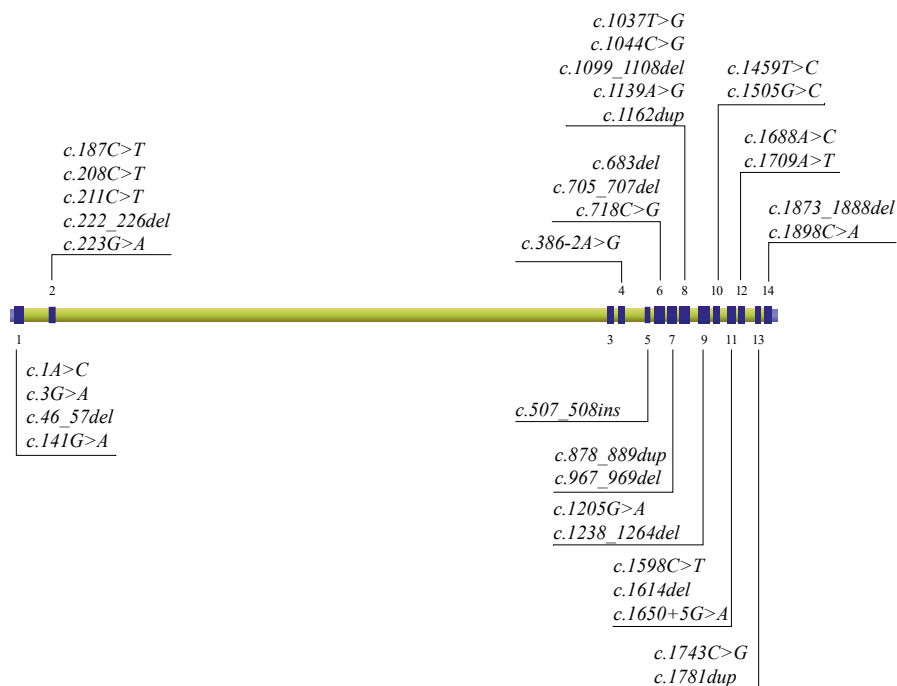 c.1037T>G
c.1044C>G
c.1099_1108del
c.1139A>G
c.1162dup
c.1459T>C
c.1505G>C
c.187C>T
c.208C>T
c.211C>T
c.222_226del
c.223G>A
c.683del
c.705_707del
c.718C>G
c.1688A>C
c.1709A>T
c.386-2A>G
c.1873_1888del
c.1898C>A
2 4 6 8 10 12 14
1 3 5 7 9 11 13
c.1A>C
c.3G>A
c.46_57del
c.141G>A
c.507_508ins
c.878_889dup
c.967_969del
c.1205G>A
c.1238_1264del
c.1598C>T
c.1614del
c.1650+5G>A
c.1743C>G
c.1781dup